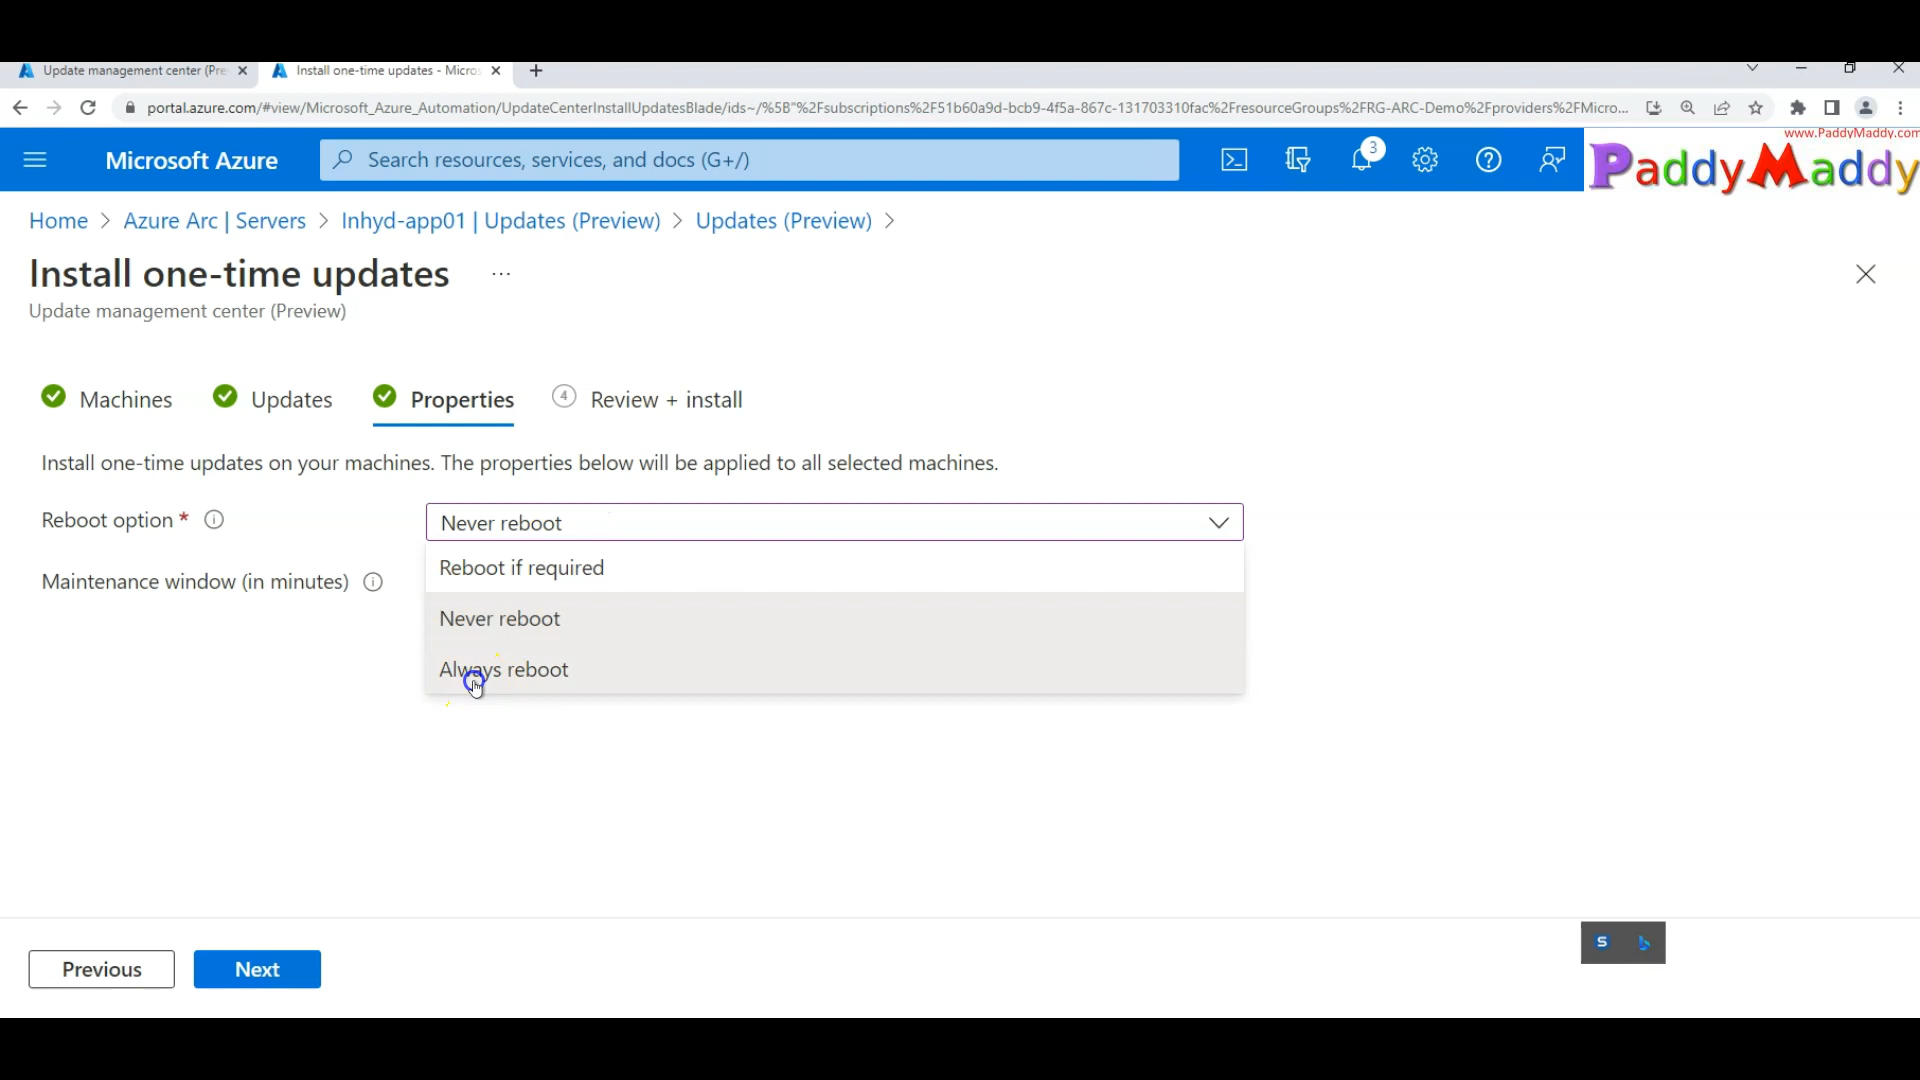 Update management center (Pre
Install one-time updates - Micros
portal.azure.com/#view/Microsoft_Azure_Automation/UpdateCenterInstallUpdatesBlade/ids~/%5B"%2Fsubscriptions%2F51b60a9d-bcb9-4f5a-867c-131703310fac%2FresourceGroups%2FRG-ARC-Demo%2Fproviders%2FMicro...
www.PaddyMaddy.com
Microsoft Azure
Search resources, services, and docs (G+/)
3
PaddyMaddy
Home > Azure Arc | Servers > Inhyd-app01 | Updates (Preview) > Updates (Preview) >
Install one-time updates ...
Update management center (Preview)
Machines
Updates
Properties
4 Review + install
Install one-time updates on your machines. The properties below will be applied to all selected machines.
Reboot option *
Never reboot
Reboot if required
Maintenance window (in minutes)
Never reboot
Always reboot
Previous
Next